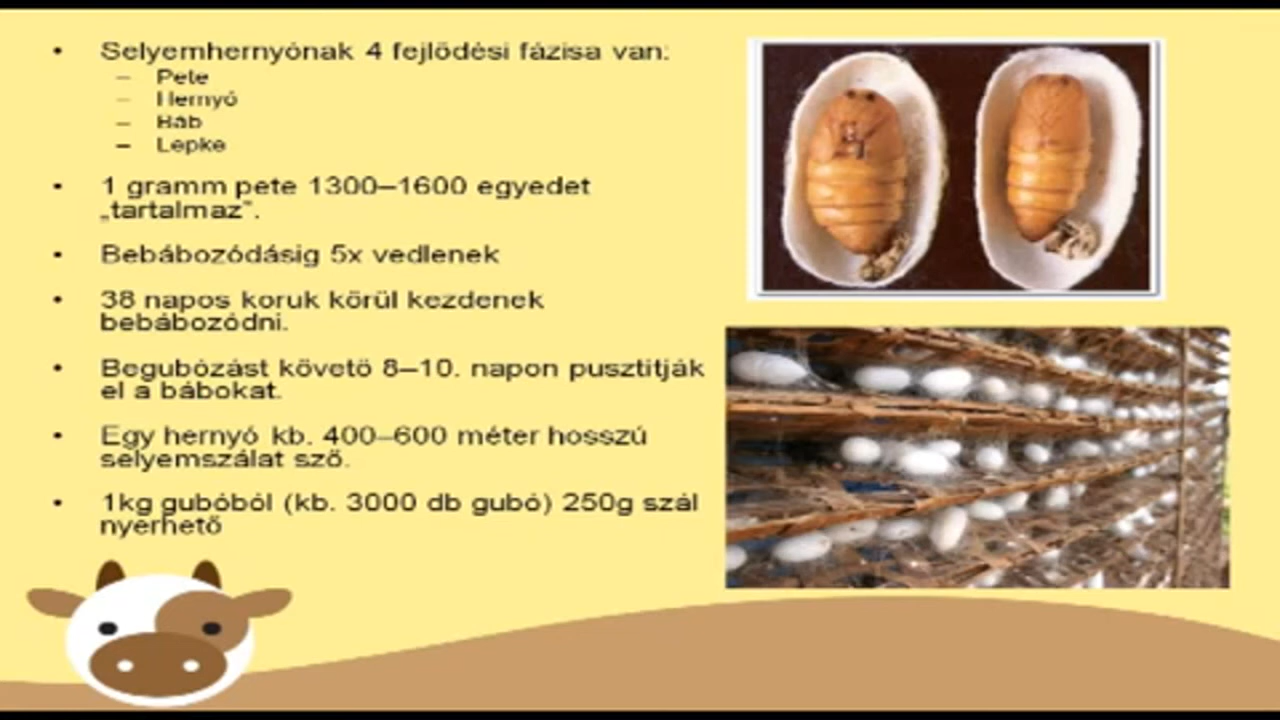 • Selyemhernyónak 4 fejlődési fázisa van:
– Pete
– Hernyó
– Báb
– Lepke
• 1 gramm pete 1300–1600 egyedet
„tartalmaz”.
• Bebábozódásig 5x vedlenek
• 38 napos koruk körül kezdenek
bebábozódni.
• Begubózást követő 8–10. napon pusztítják
el a bábokat.
• Egy hernyó kb. 400–600 méter hosszú
selyemszálat sző.
• 1kg gubóból (kb. 3000 db gubó) 250g szál
nyerhető